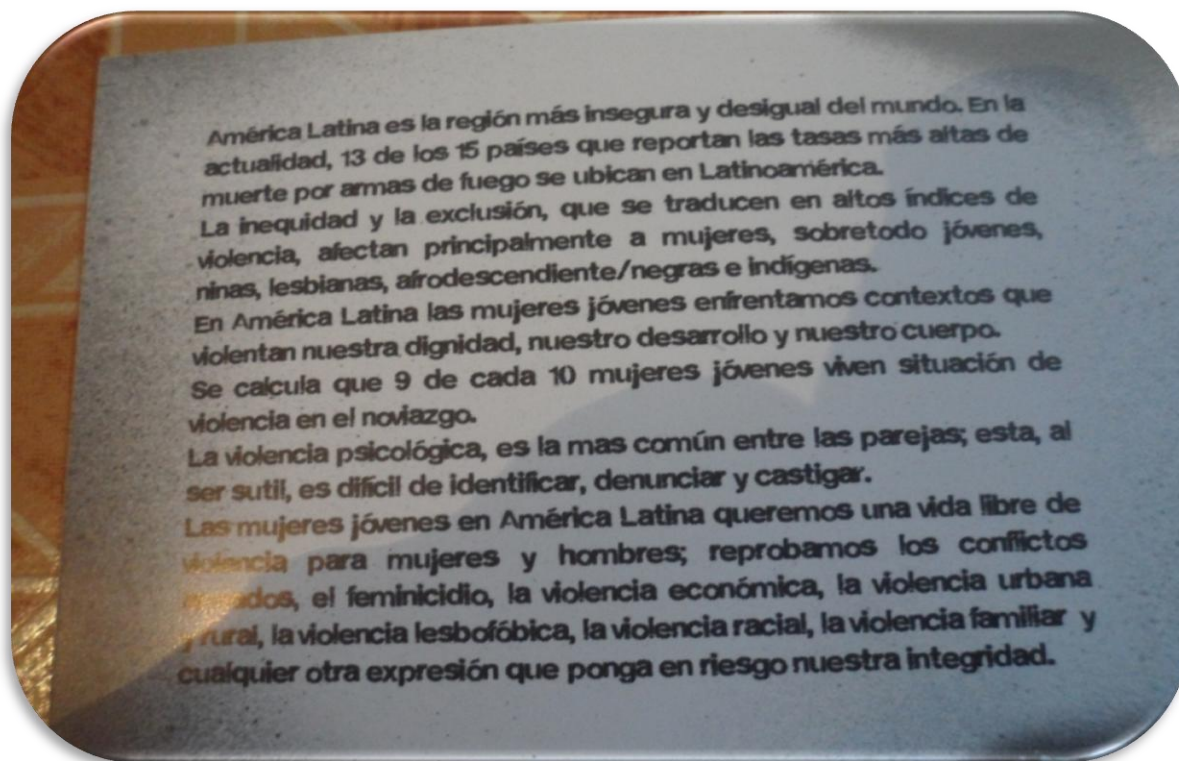 América Latina es la región más insegura y desigual del mundo. En la
actualidad, 13 de los 15 países que reportan las tasas más altas de
muerte por armas de fuego se ubican en Latinoamérica.
La inequidad y la exclusión, que se traducen en altos índices de
violencia, afectan principalmente a mujeres, sobretodo jóvenes,
ninas, lesbianas, afrodescendiente/negras e indígenas.
En América Latina las mujeres jóvenes enfrentamos contextos que
violentan nuestra dignidad, nuestro desarrollo y nuestro cuerpo.
Se calcula que 9 de cada 10 mujeres jóvenes viven situación de
violencia en el noviazgo.
La violencia psicológica, es la mas común entre las parejas; esta, al
ser sutil, es difícil de identificar, denunciar y castigar.
Las mujeres jóvenes en América Latina queremos una vida libre de
violencia para mujeres y hombres; reprobamos los conflictos
armados, el feminicidio, la violencia económica, la violencia urbana
y rural, la violencia lesbofóbica, la violencia racial, la violencia familiar y
cualquier otra expresión que ponga en riesgo nuestra integridad.